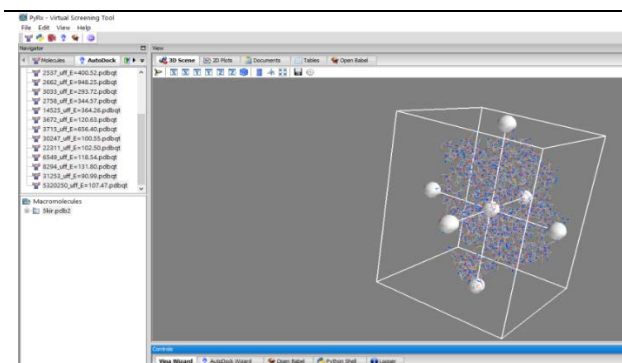 PyRx - Virtual Screening Tool
File Edit View Help
Navigator
View
Molecules AutoDock
3D Scene 2D Plots Documents Tables Open Babel
2537_uff_E=400.52.pdbqt
2662_uff_E=948.25.pdbqt
3033_uff_E=293.72.pdbqt
2758_uff_E=344.57.pdbqt
14525_uff_E=364.26.pdbqt
3672_uff_E=120.63.pdbqt
3715_uff_E=656.40.pdbqt
30247_uff_E=100.55.pdbqt
22311_uff_E=102.50.pdbqt
6549_uff_E=118.54.pdbqt
8294_uff_E=131.80.pdbqt
31253_uff_E=90.99.pdbqt
5320250_uff_E=107.47.pdbqt
Macromolecules
5kir.pdb2
Controls
View Wizard AutoDock Wizard Open Babel Python Shell Logger